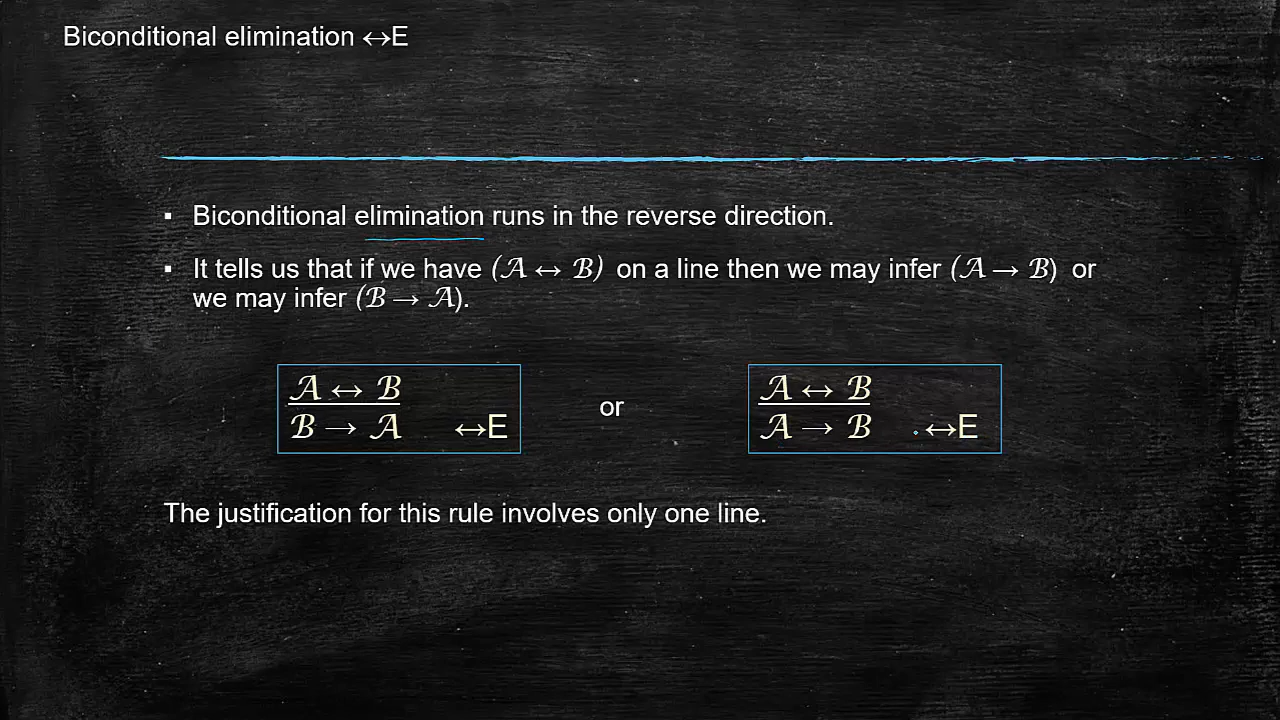 Biconditional elimination ↔E
▪ Biconditional elimination runs in the reverse direction.
▪ It tells us that if we have (𝒜 ↔ ℬ) on a line then we may infer (𝒜 → ℬ) or
we may infer (ℬ → 𝒜).
𝒜 ↔ ℬ
ℬ → 𝒜 ↔E
or
𝒜 ↔ ℬ
𝒜 → ℬ ↔E
The justification for this rule involves only one line.